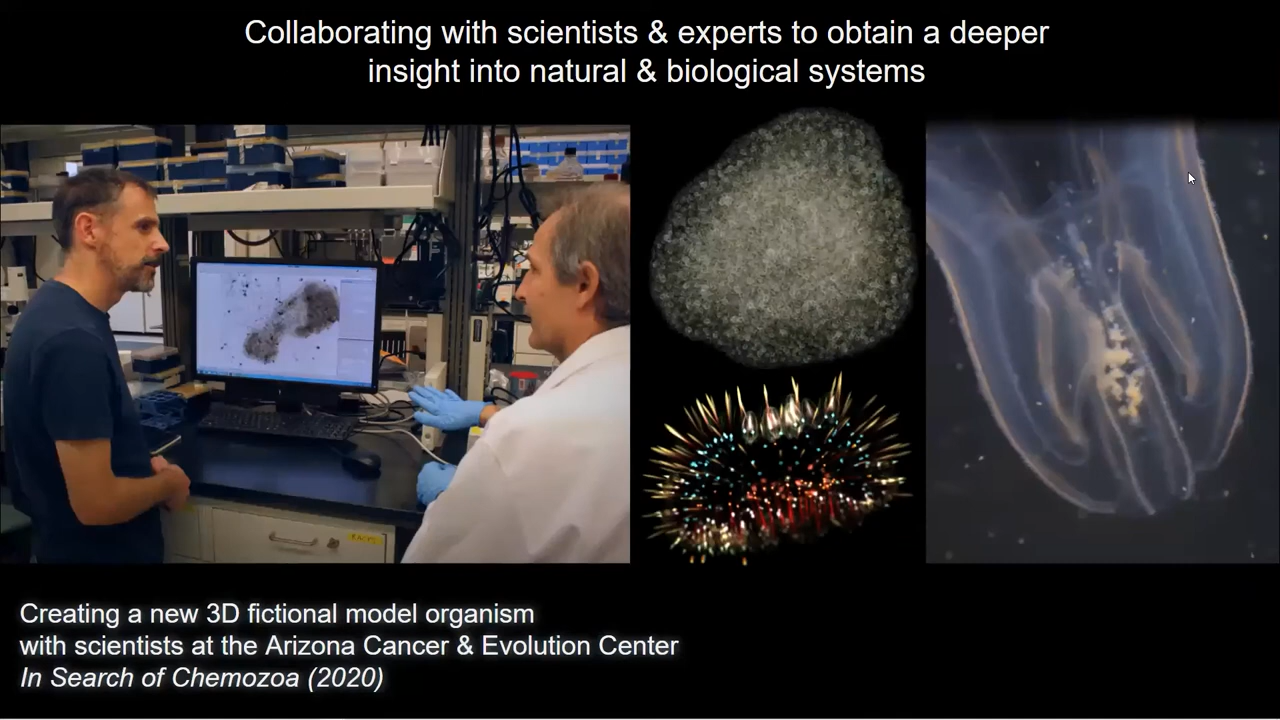 Collaborating with scientists & experts to obtain a deeper
insight into natural & biological systems
Creating a new 3D fictional model organism
with scientists at the Arizona Cancer & Evolution Center
In Search of Chemozoa (2020)